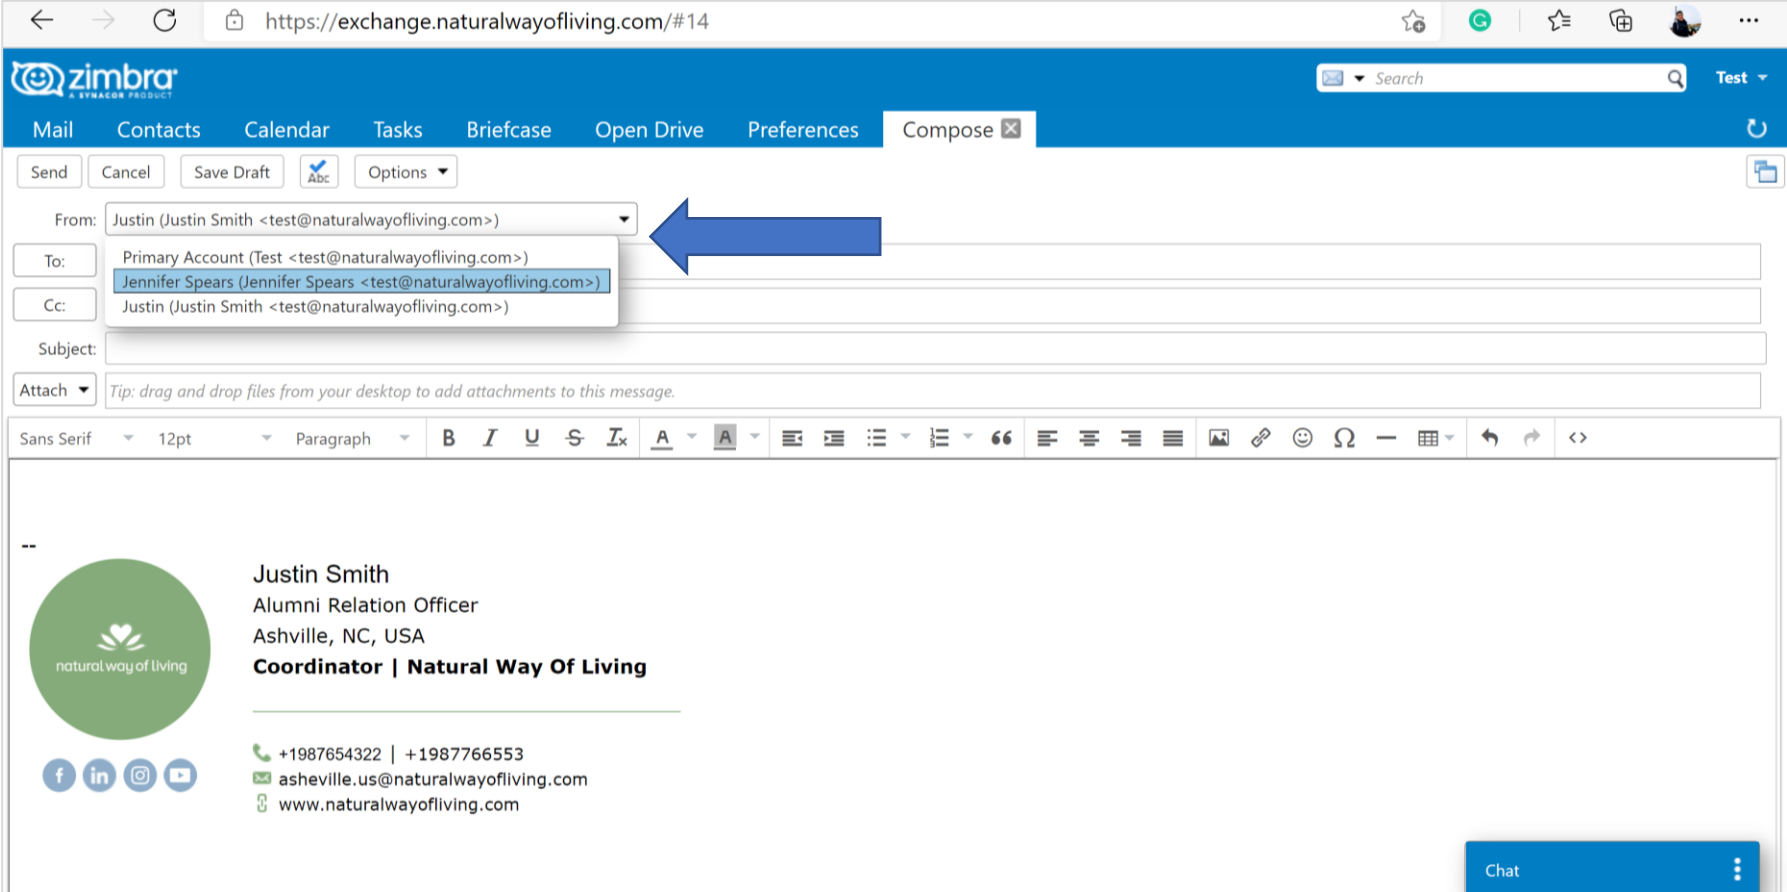 https://exchange.naturalwayofliving.com/#14
zimbra
A SYNACOR PRODUCT
Search
Test
Mail Contacts Calendar Tasks Briefcase Open Drive Preferences Compose
Send Cancel Save Draft Abc Options
From: Justin (Justin Smith <test@naturalwayofliving.com>)
Primary Account (Test <test@naturalwayofliving.com>)
To:
Jennifer Spears (Jennifer Spears <test@naturalwayofliving.com>)
Cc: Justin (Justin Smith <test@naturalwayofliving.com>)
Subject:
Attach Tip: drag and drop files from your desktop to add attachments to this message.
Sans Serif 12pt Paragraph B I U S Ix A A
--
natural way of living
Justin Smith
Alumni Relation Officer
Ashville, NC, USA
Coordinator | Natural Way Of Living
+1987654322 | +1987766553
asheville.us@naturalwayofliving.com
www.naturalwayofliving.com
Chat